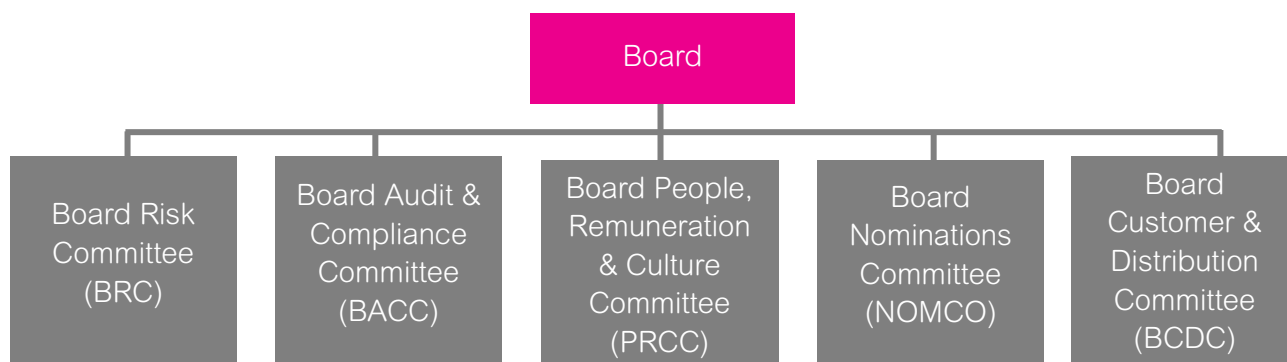 Board
Board Risk
Committee
(BRC)
Board Audit &
Compliance
Committee
(BACC)
Board People,
Remuneration
& Culture
Committee
(PRCC)
Board
Nominations
Committee
(NOMCO)
Board
Customer &
Distribution
Committee
(BCDC)